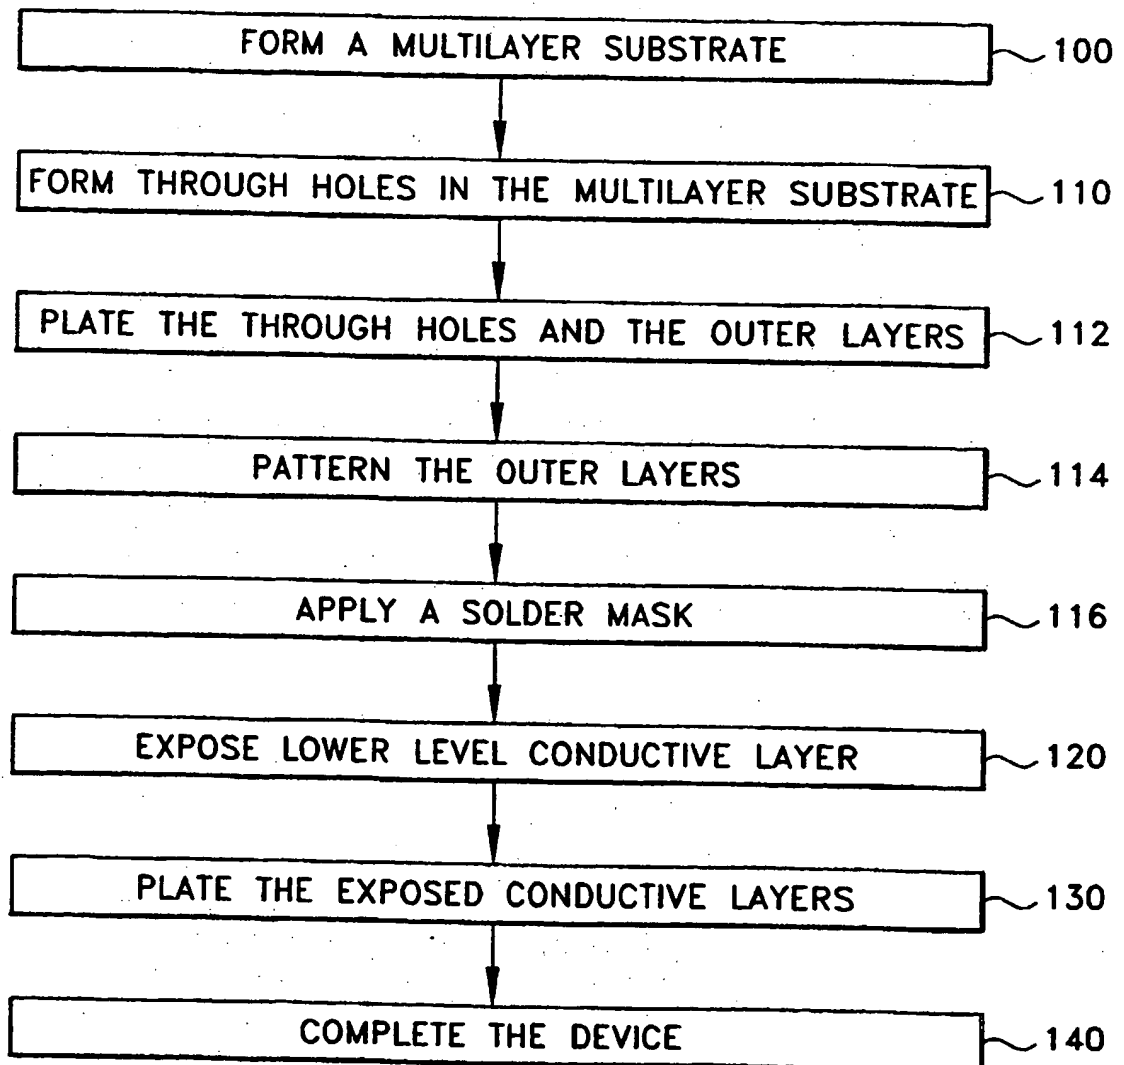 FORM A MULTILAYER SUBSTRATE 100
FORM THROUGH HOLES IN THE MULTILAYER SUBSTRATE 110
PLATE THE THROUGH HOLES AND THE OUTER LAYERS 112
PATTERN THE OUTER LAYERS 114
APPLY A SOLDER MASK 116
EXPOSE LOWER LEVEL CONDUCTIVE LAYER 120
PLATE THE EXPOSED CONDUCTIVE LAYERS 130
COMPLETE THE DEVICE 140